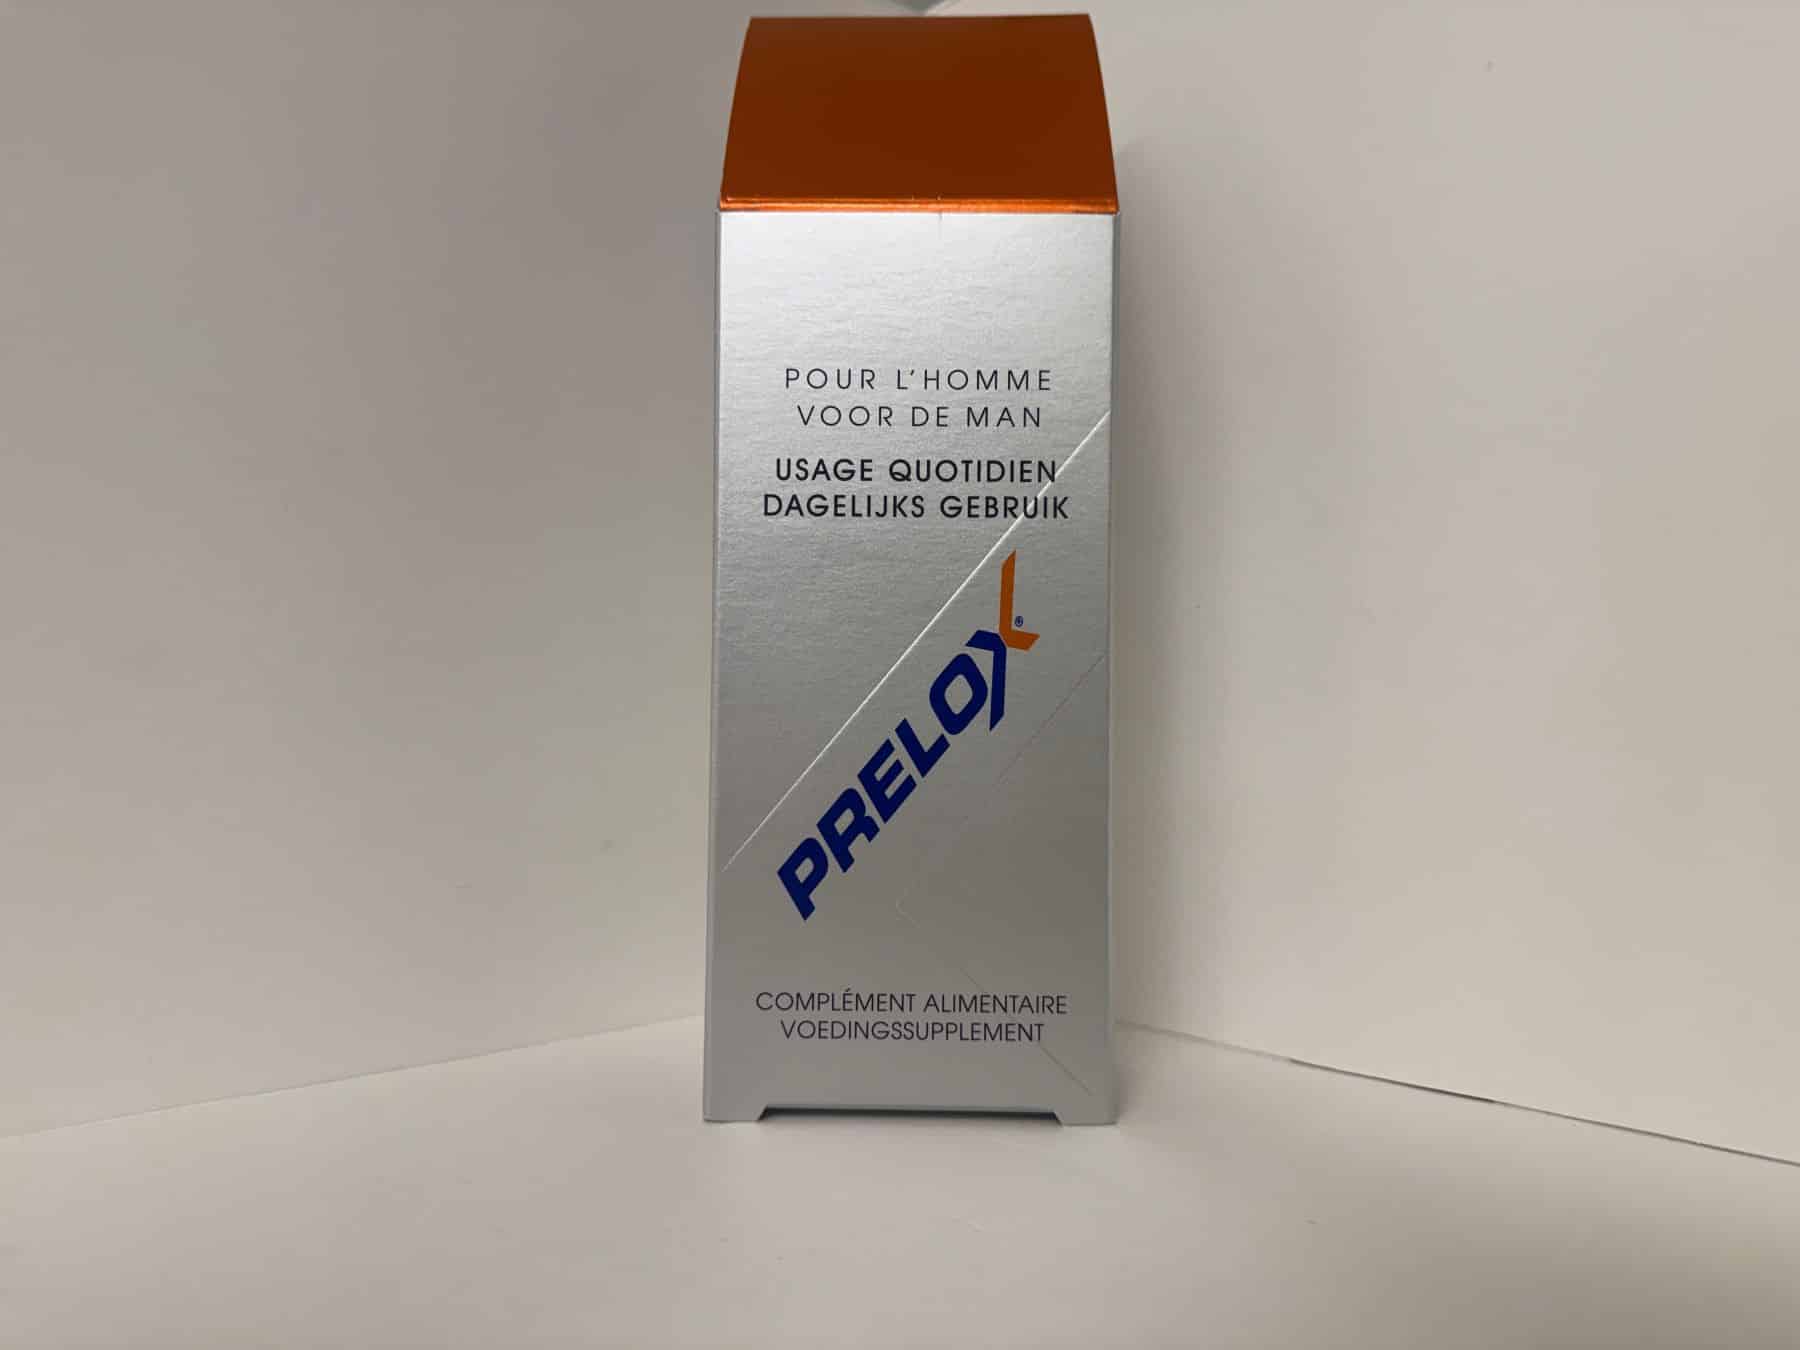 POUR L'HOMME
VOOR DE MAN
USAGE QUOTIDIEN
DAGELIJKS GEBRUIK
PRELOX®
COMPLÉMENT ALIMENTAIRE
VOEDINGSSUPPLEMENT